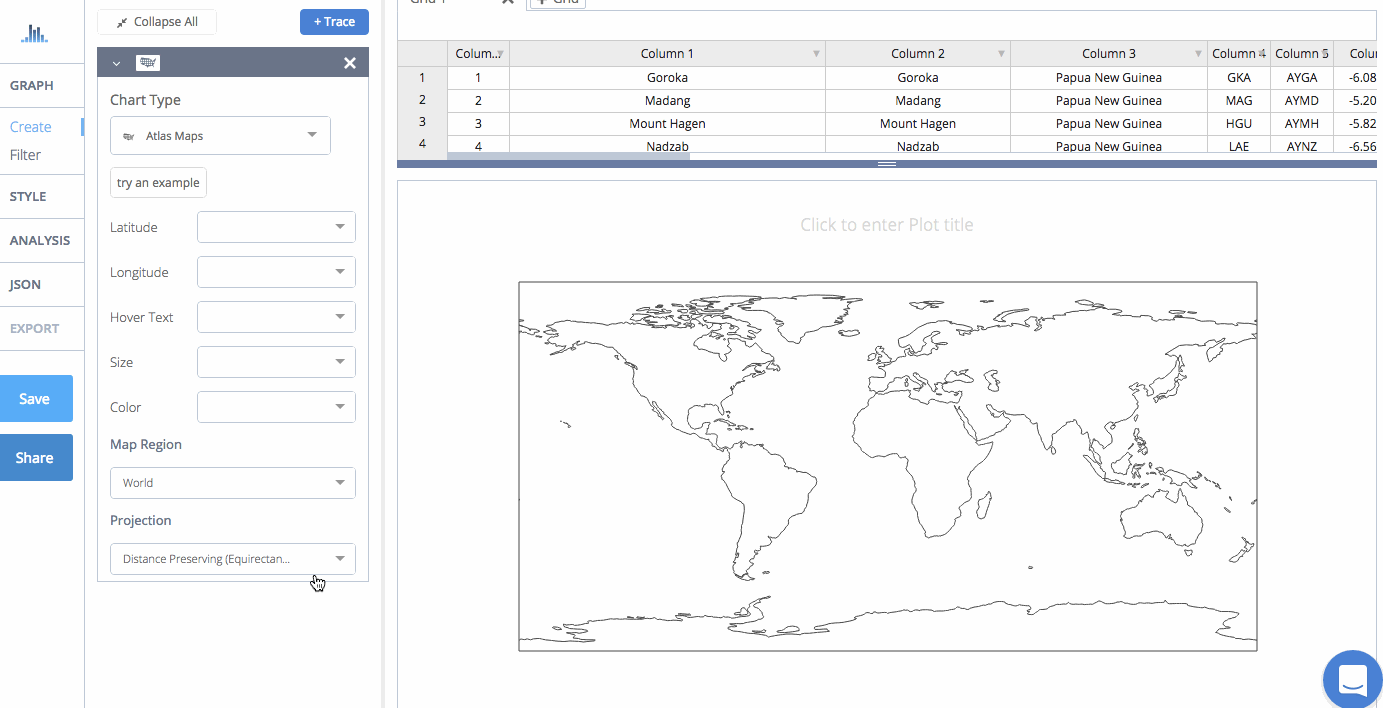 Collapse All
+ Trace
GRAPH
Create
Filter
STYLE
ANALYSIS
JSON
EXPORT
Save
Share
Chart Type
Atlas Maps
try an example
Latitude
Longitude
Hover Text
Size
Color
Map Region
World
Projection
Distance Preserving (Equirectan...
+ Grid
Colum... Column 1 Column 2 Column 3 Column 4 Column 5 Colu
1 1 Goroka Goroka Papua New Guinea GKA AYGA -6.08
2 2 Madang Madang Papua New Guinea MAG AYMD -5.20
3 3 Mount Hagen Mount Hagen Papua New Guinea HGU AYMH -5.82
4 4 Nadzab Nadzab Papua New Guinea LAE AYNZ -6.56
Click to enter Plot title